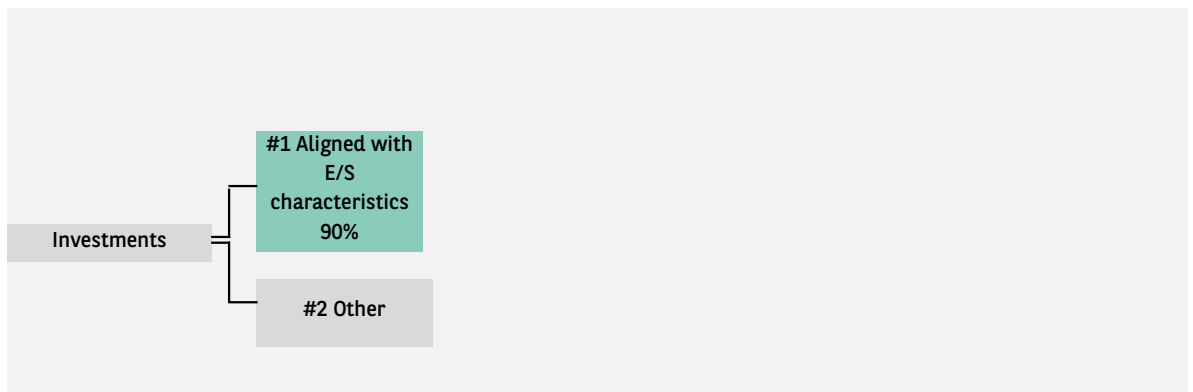 #1 Aligned with
E/S
characteristics
90%
Investments
#2 Other